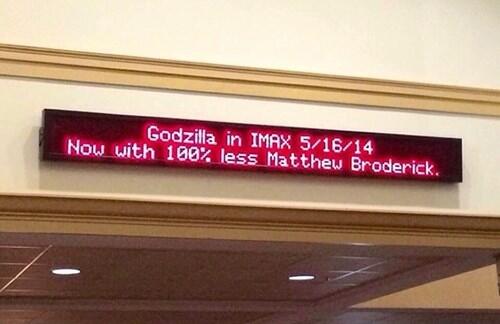 Godzilla in IMAX 5/16/14
Now with 100% less Matthew Broderick.